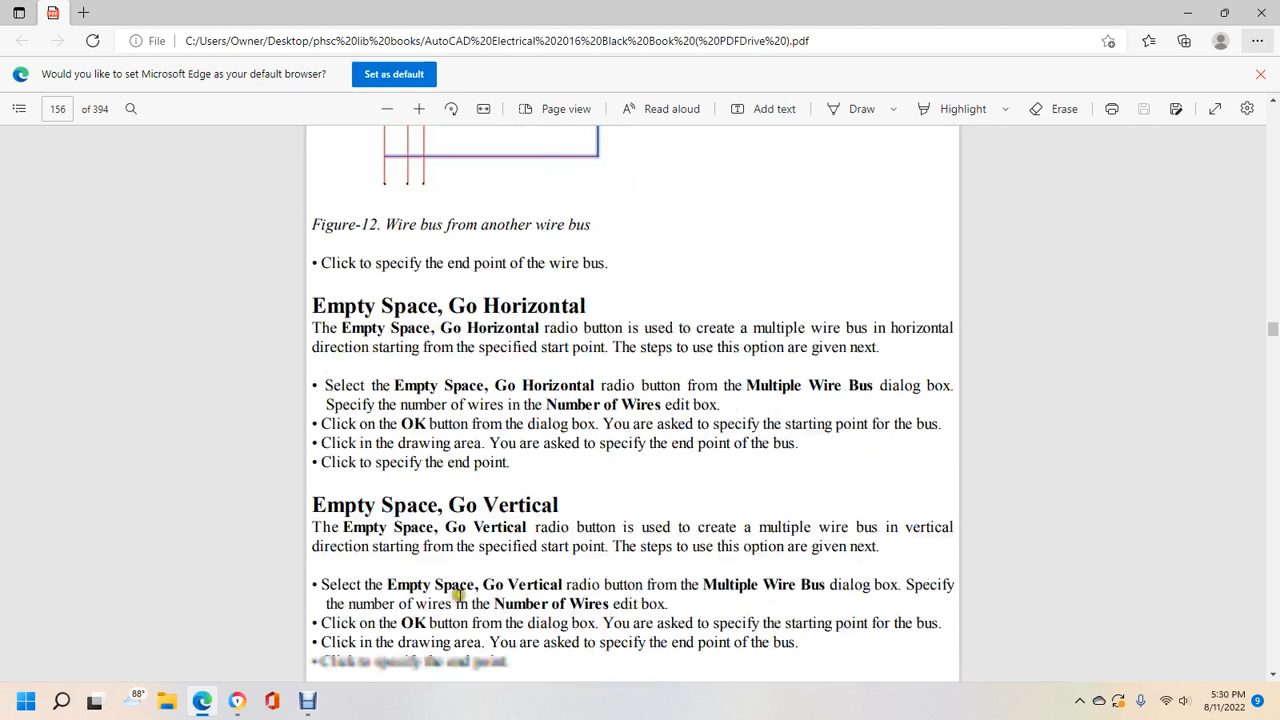 File
C:/Users/Owner/Desktop/phsc%20lib%20books/AutoCAD%20Electrical%202016%20Black%20Book%20(%20PDFDrive%20).pdf
Would you like to set Microsoft Edge as your default browser?
Set as default
156 of 394
Page view
Read aloud
Add text
Draw
Highlight
Erase
Figure-12. Wire bus from another wire bus
• Click to specify the end point of the wire bus.
Empty Space, Go Horizontal
The Empty Space, Go Horizontal radio button is used to create a multiple wire bus in horizontal
direction starting from the specified start point. The steps to use this option are given next.
• Select the Empty Space, Go Horizontal radio button from the Multiple Wire Bus dialog box.
Specify the number of wires in the Number of Wires edit box.
• Click on the OK button from the dialog box. You are asked to specify the starting point for the bus.
• Click in the drawing area. You are asked to specify the end point of the bus.
• Click to specify the end point.
Empty Space, Go Vertical
The Empty Space, Go Vertical radio button is used to create a multiple wire bus in vertical
direction starting from the specified start point. The steps to use this option are given next.
• Select the Empty Space, Go Vertical radio button from the Multiple Wire Bus dialog box. Specify
the number of wires in the Number of Wires edit box.
• Click on the OK button from the dialog box. You are asked to specify the starting point for the bus.
• Click in the drawing area. You are asked to specify the end point of the bus.
• Click to specify the end point.
88°
5:30 PM
8/11/2022
9